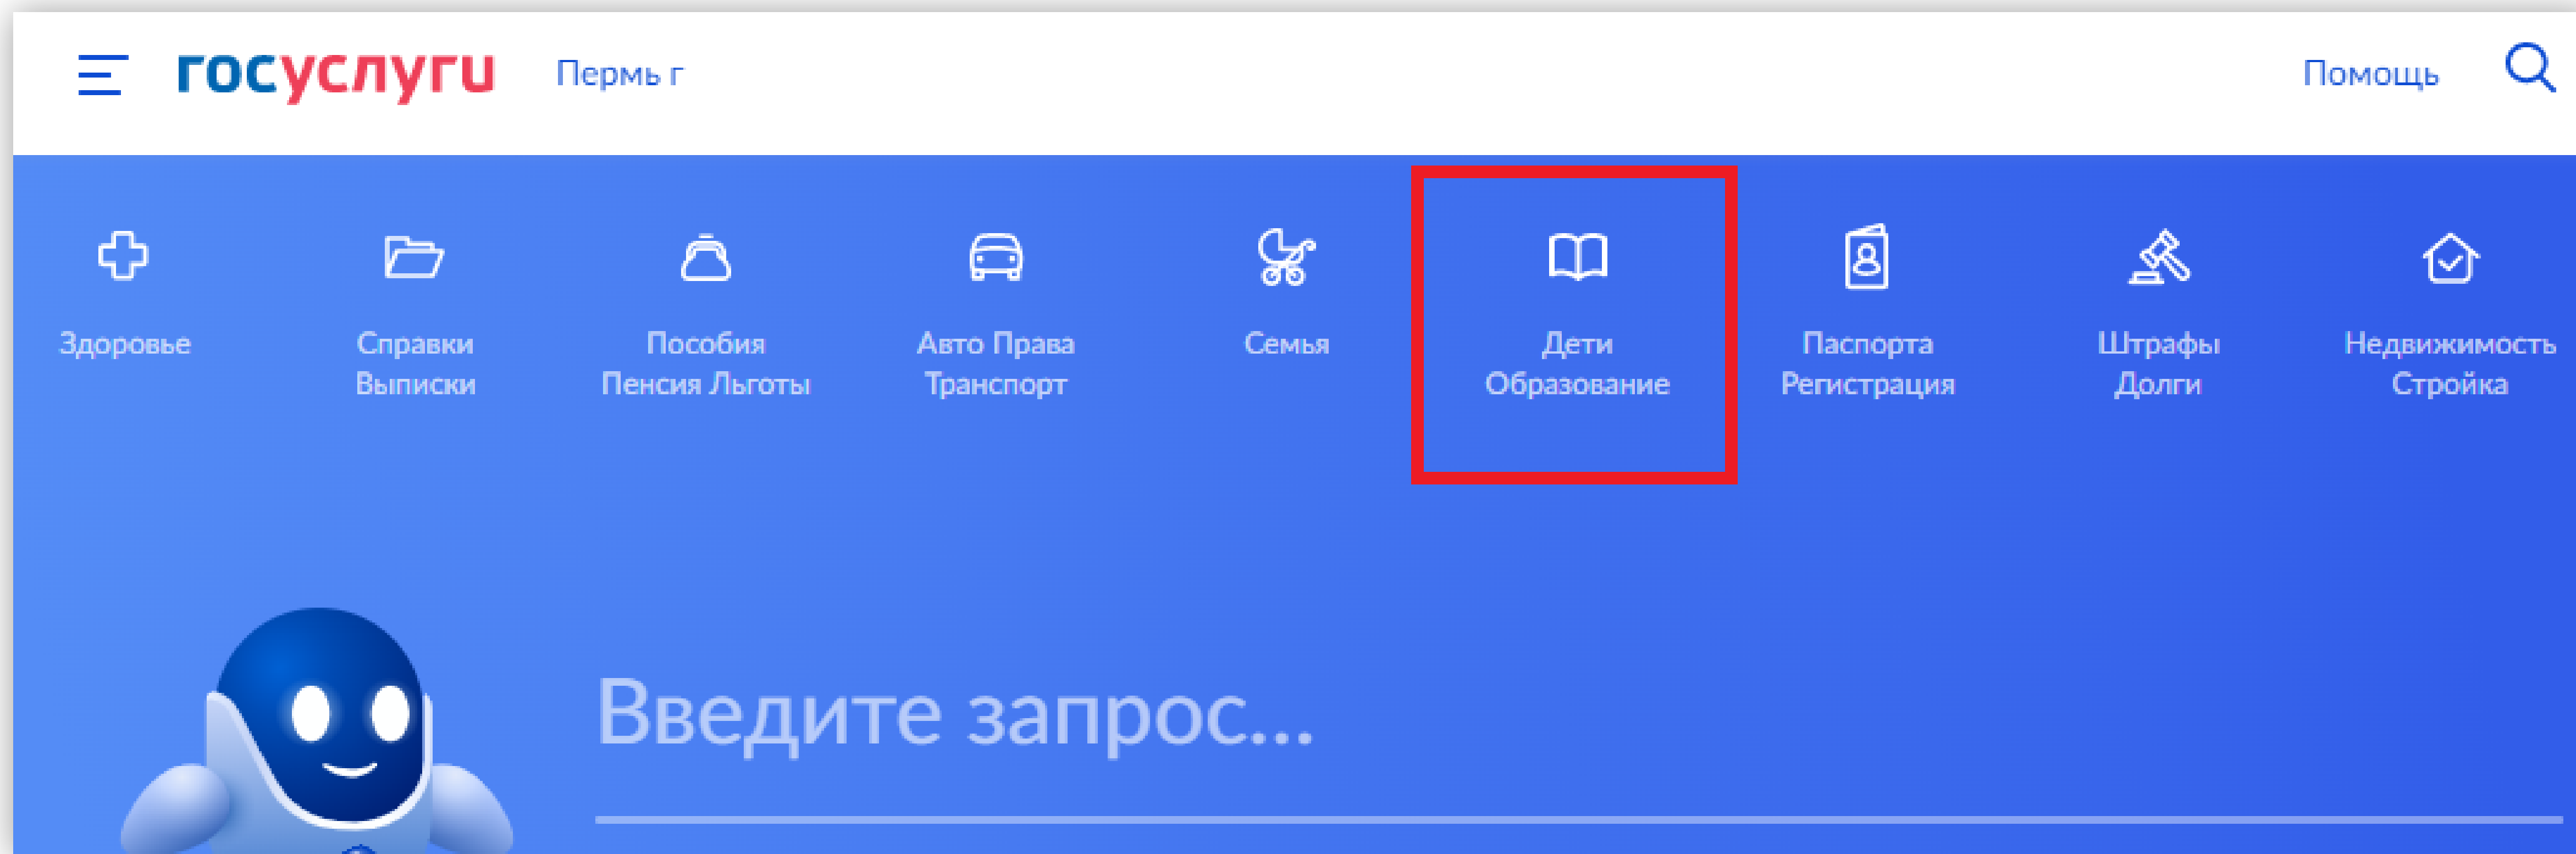 госуслуги Пермь г Помощь
Здоровье
Справки
Выписки
Пособия
Пенсия Льготы
Авто Права
Транспорт
Семья
Дети
Образование
Паспорта
Регистрация
Штрафы
Долги
Недвижимость
Стройка
Введите запрос...